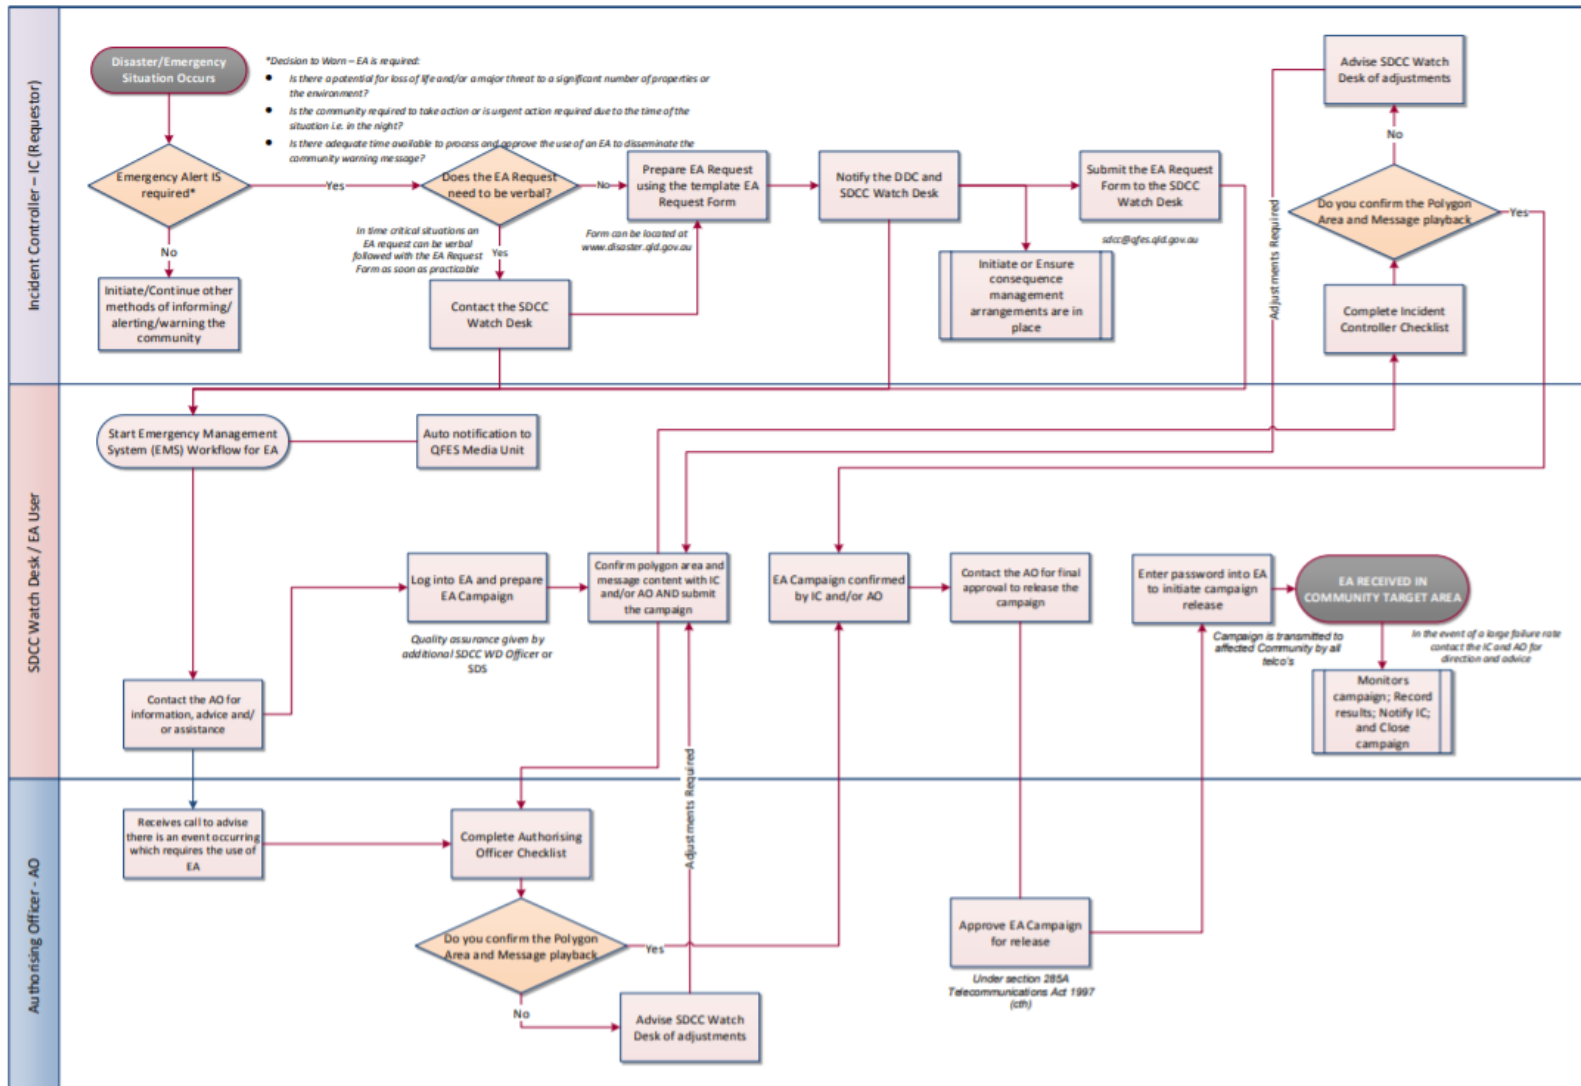 Incident Controller – IC (Requestor)
Disaster/Emergency
Situation Occurs
*Decision to Warn – EA is required:
● Is there a potential for loss of life and/or a major threat to a significant number of properties or
the environment?
● Is the community required to take action or is urgent action required due to the time of the
situation i.e. in the night?
● Is there adequate time available to process and approve the use of an EA to disseminate the
community warning message?
Emergency Alert IS
required*
Yes
No
Initiate/Continue other
methods of informing/
alerting/warning the
community
Does the EA Request
need to be verbal?
No
Yes
In time critical situations an
EA request can be verbal
followed with the EA Request
Form as soon as practicable
Contact the SDCC
Watch Desk
Prepare EA Request
using the template EA
Request Form
Form can be located at
www.disaster.qld.gov.au
Notify the DDC and
SDCC Watch Desk
Initiate or Ensure
consequence
management
arrangements are in
place
Submit the EA Request
Form to the SDCC
Watch Desk
sdcc@qfes.qld.gov.au
Adjustments Required
Advise SDCC Watch
Desk of adjustments
No
Do you confirm the Polygon
Area and Message playback
Yes
Complete Incident
Controller Checklist
SDCC Watch Desk / EA User
Start Emergency Management
System (EMS) Workflow for EA
Auto notification to
QFES Media Unit
Log into EA and prepare
EA Campaign
Quality assurance given by
additional SDCC WD Officer or
SDS
Confirm polygon area and
message content with IC
and/or AO AND submit
the campaign
EA Campaign confirmed
by IC and/or AO
Contact the AO for final
approval to release the
campaign
Enter password into EA
to initiate campaign
release
Campaign is transmitted to
affected Community by all
telco's
EA RECEIVED IN
COMMUNITY TARGET AREA
In the event of a large failure rate
contact the IC and AO for
direction and advice
Monitors
campaign; Record
results; Notify IC;
and Close
campaign
Contact the AO for
information, advice and/
or assistance
Authorising Officer - AO
Receives call to advise
there is an event occurring
which requires the use of
EA
Complete Authorising
Officer Checklist
Adjustments Required
Do you confirm the Polygon
Area and Message playback
Yes
No
Advise SDCC Watch
Desk of adjustments
Approve EA Campaign
for release
Under section 285A
Telecommunications Act 1997
(cth)